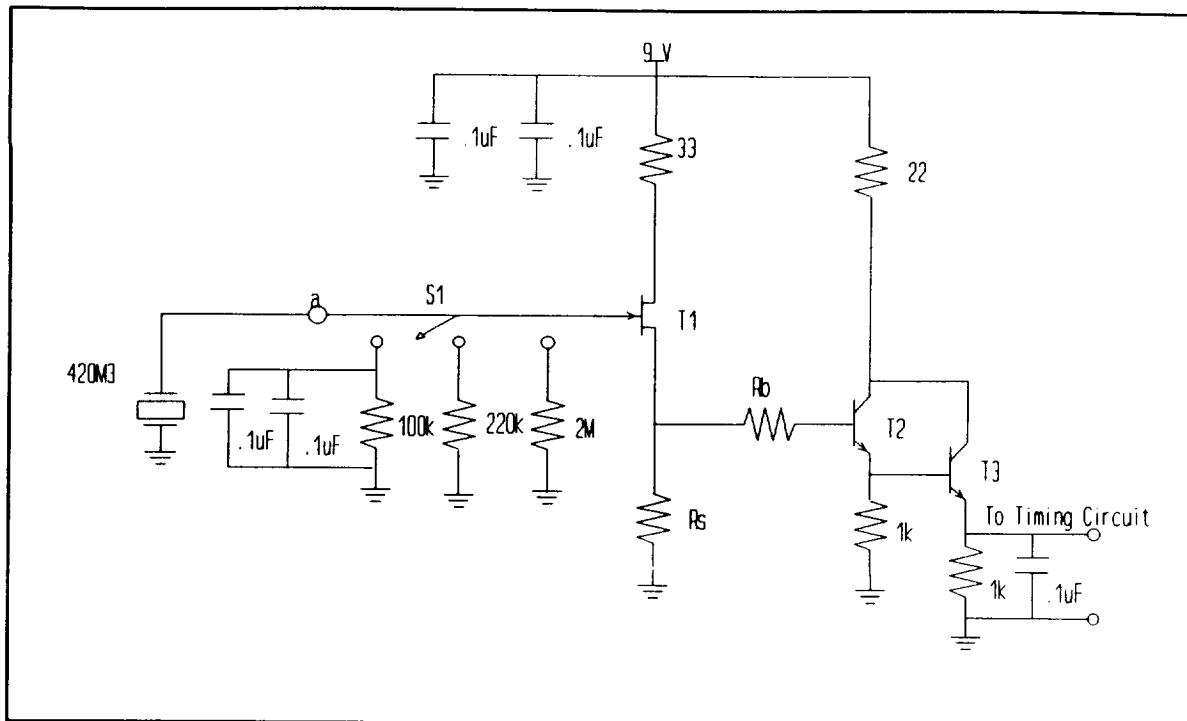 9 V
.1uF
.1uF
33
22
a
S1
T1
420M3
.1uF
.1uF
100k
220k
2M
Rb
T2
T3
Rs
1k
To Timing Circuit
1k
.1uF